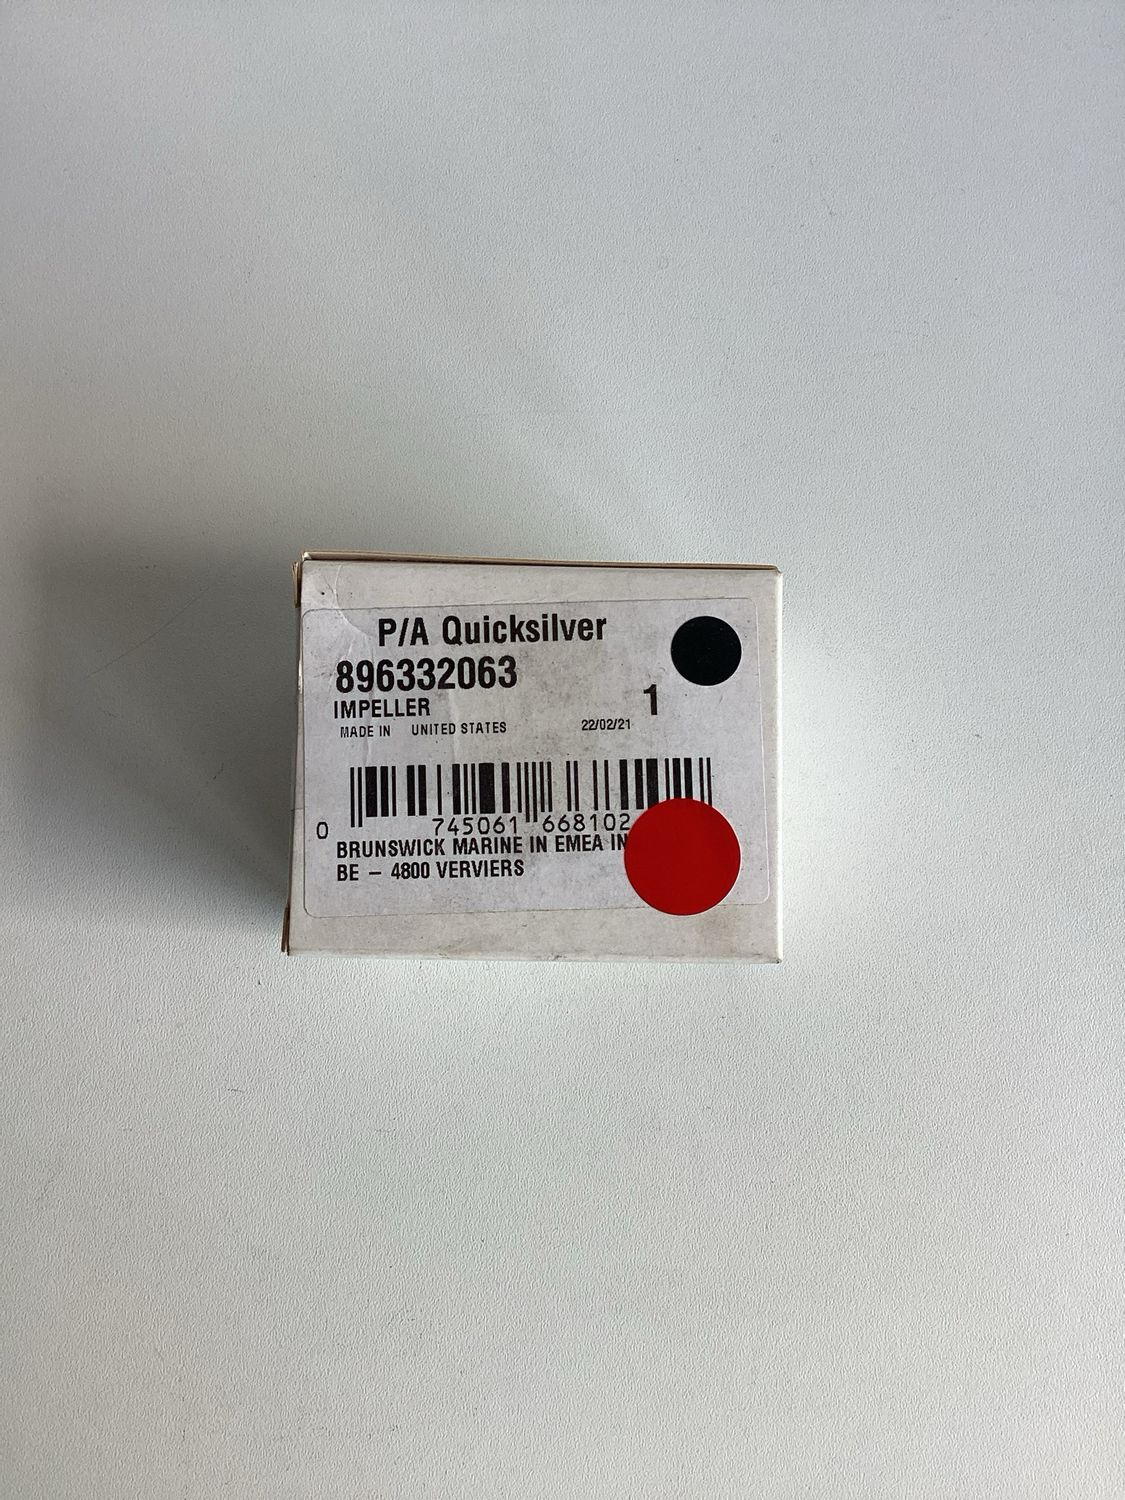 P/A Quicksilver
896332063
IMPELLER
1
MADE IN UNITED STATES 22/02/21
0 745061 668102
BRUNSWICK MARINE IN EMEA
BE – 4800 VERVIERS